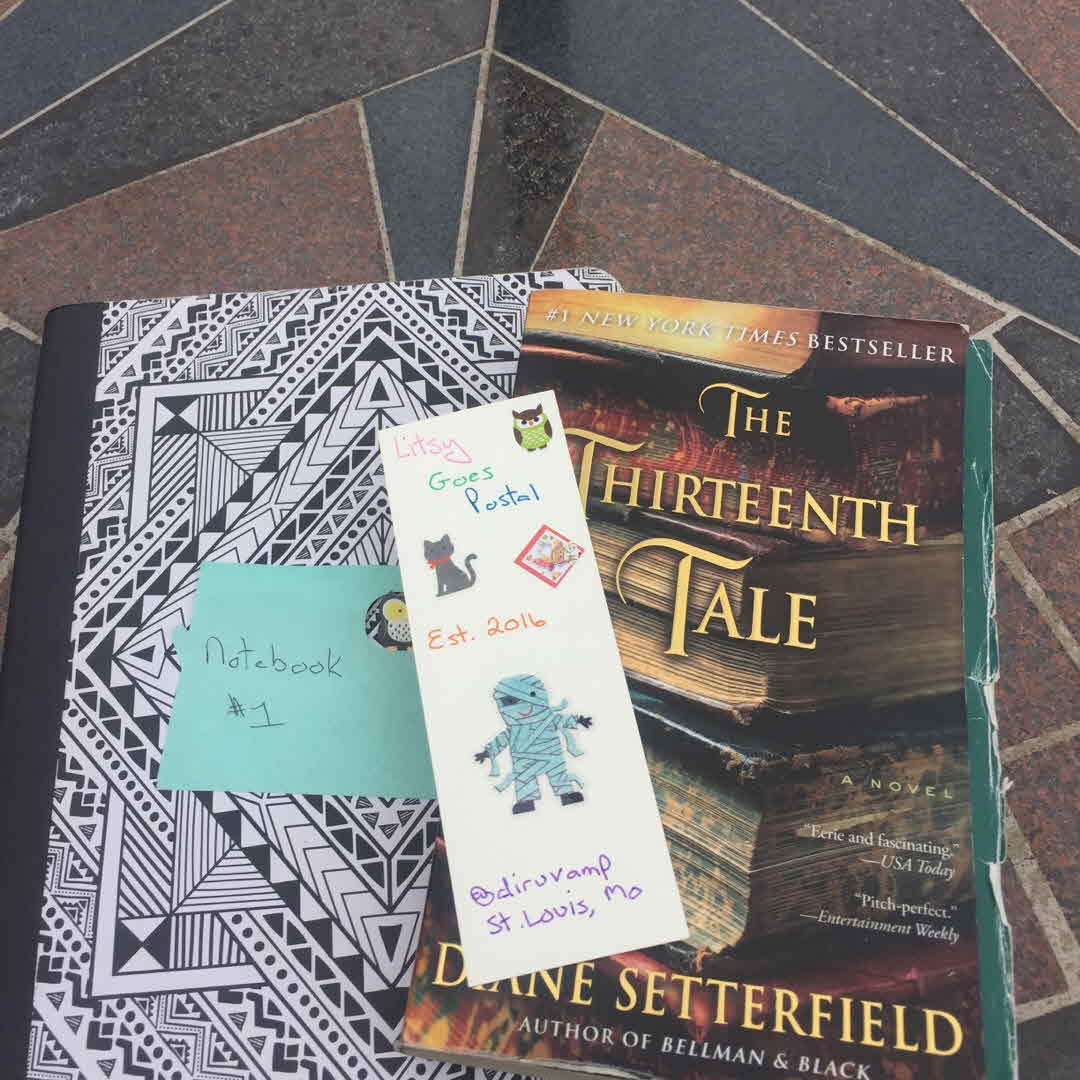 #1 NEW YORK TIMES BESTSELLER
THE
THIRTEENTH
TALE
A NOVEL
"Eerie and fascinating."
—USA Today
"Pitch-perfect."
—Entertainment Weekly
DIANE SETTERFIELD
AUTHOR OF BELLMAN & BLACK
Litsy
Goes
Postal
Est. 2016
@diruvamp
St. Louis, Mo
Notebook
#1